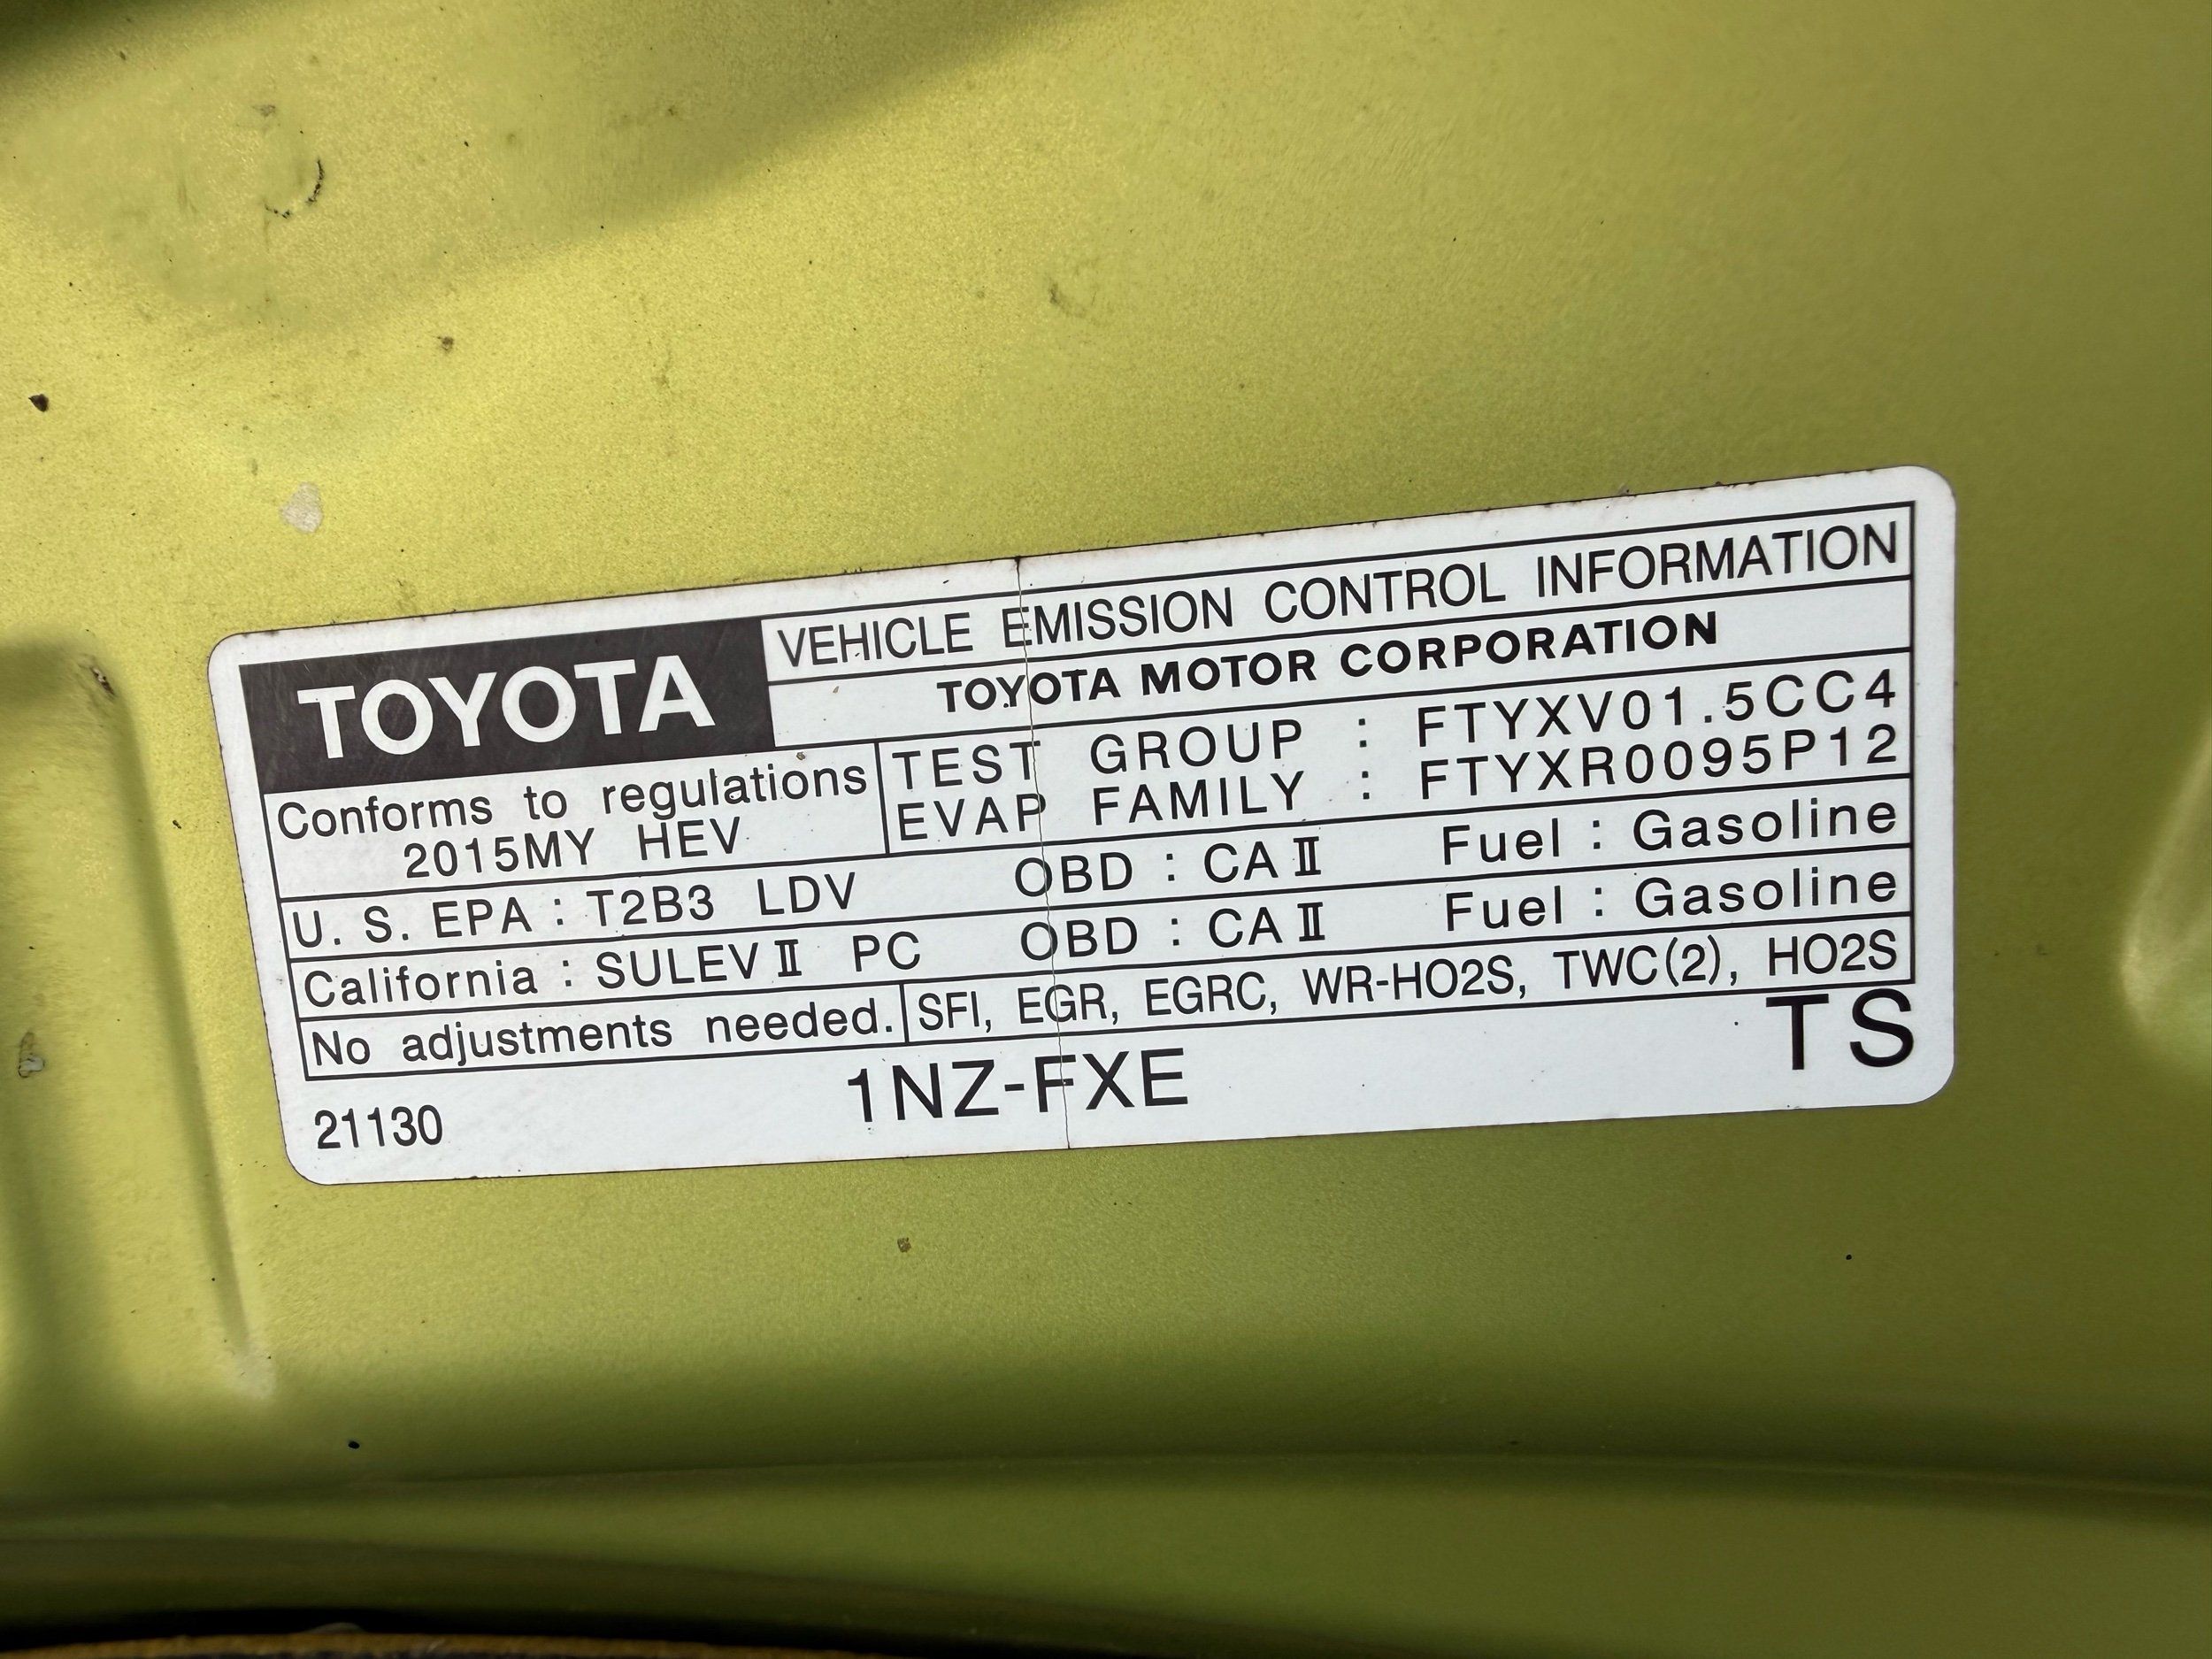 TOYOTA
VEHICLE EMISSION CONTROL INFORMATION
TOYOTA MOTOR CORPORATION
Conforms to regulations
2015MY HEV
TEST GROUP : FTYXV01.5CC4
EVAP FAMILY : FTYXR0095P12
U. S. EPA : T2B3 LDV OBD : CAⅡ Fuel : Gasoline
California : SULEVⅡ PC OBD : CAⅡ Fuel : Gasoline
No adjustments needed. SFI, EGR, EGRC, WR-HO2S, TWC(2), HO2S
21130 1NZ-FXE TS